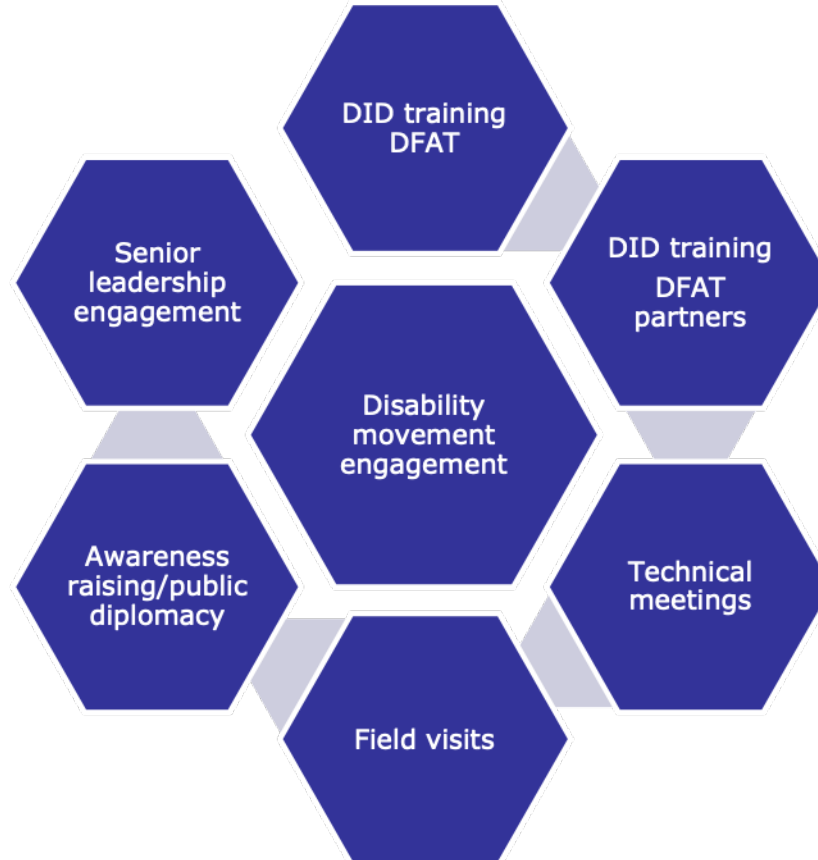 DID training
DFAT
DID training
DFAT
partners
Technical
meetings
Field visits
Awareness
raising/public
diplomacy
Senior
leadership
engagement
Disability
movement
engagement